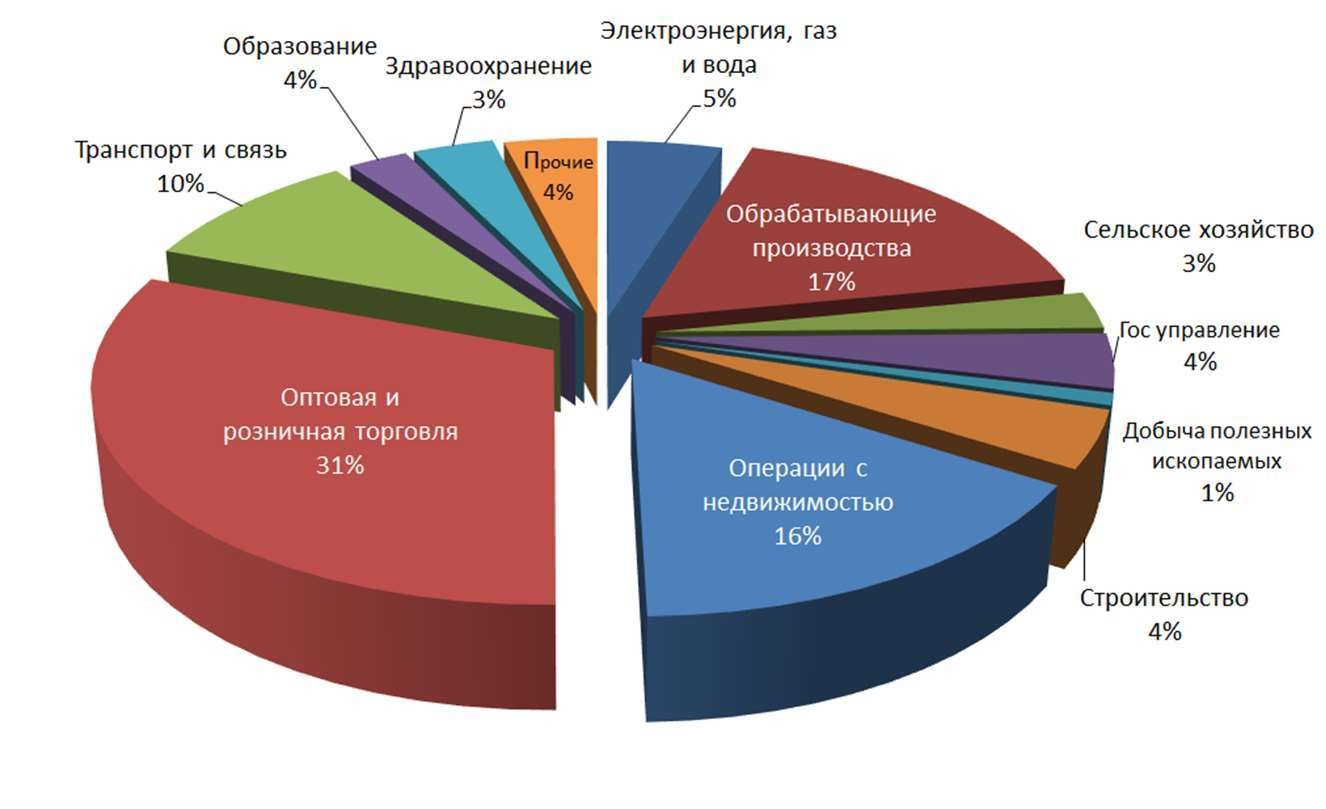 Электроэнергия, газ
и вода
5%
Образование
4%
Здравоохранение
3%
Транспорт и связь
10%
Прочие
4%
Обрабатывающие
производства
17%
Сельское хозяйство
3%
Гос управление
4%
Добыча полезных
ископаемых
1%
Строительство
4%
Операции с
недвижимостью
16%
Оптовая и
розничная торговля
31%